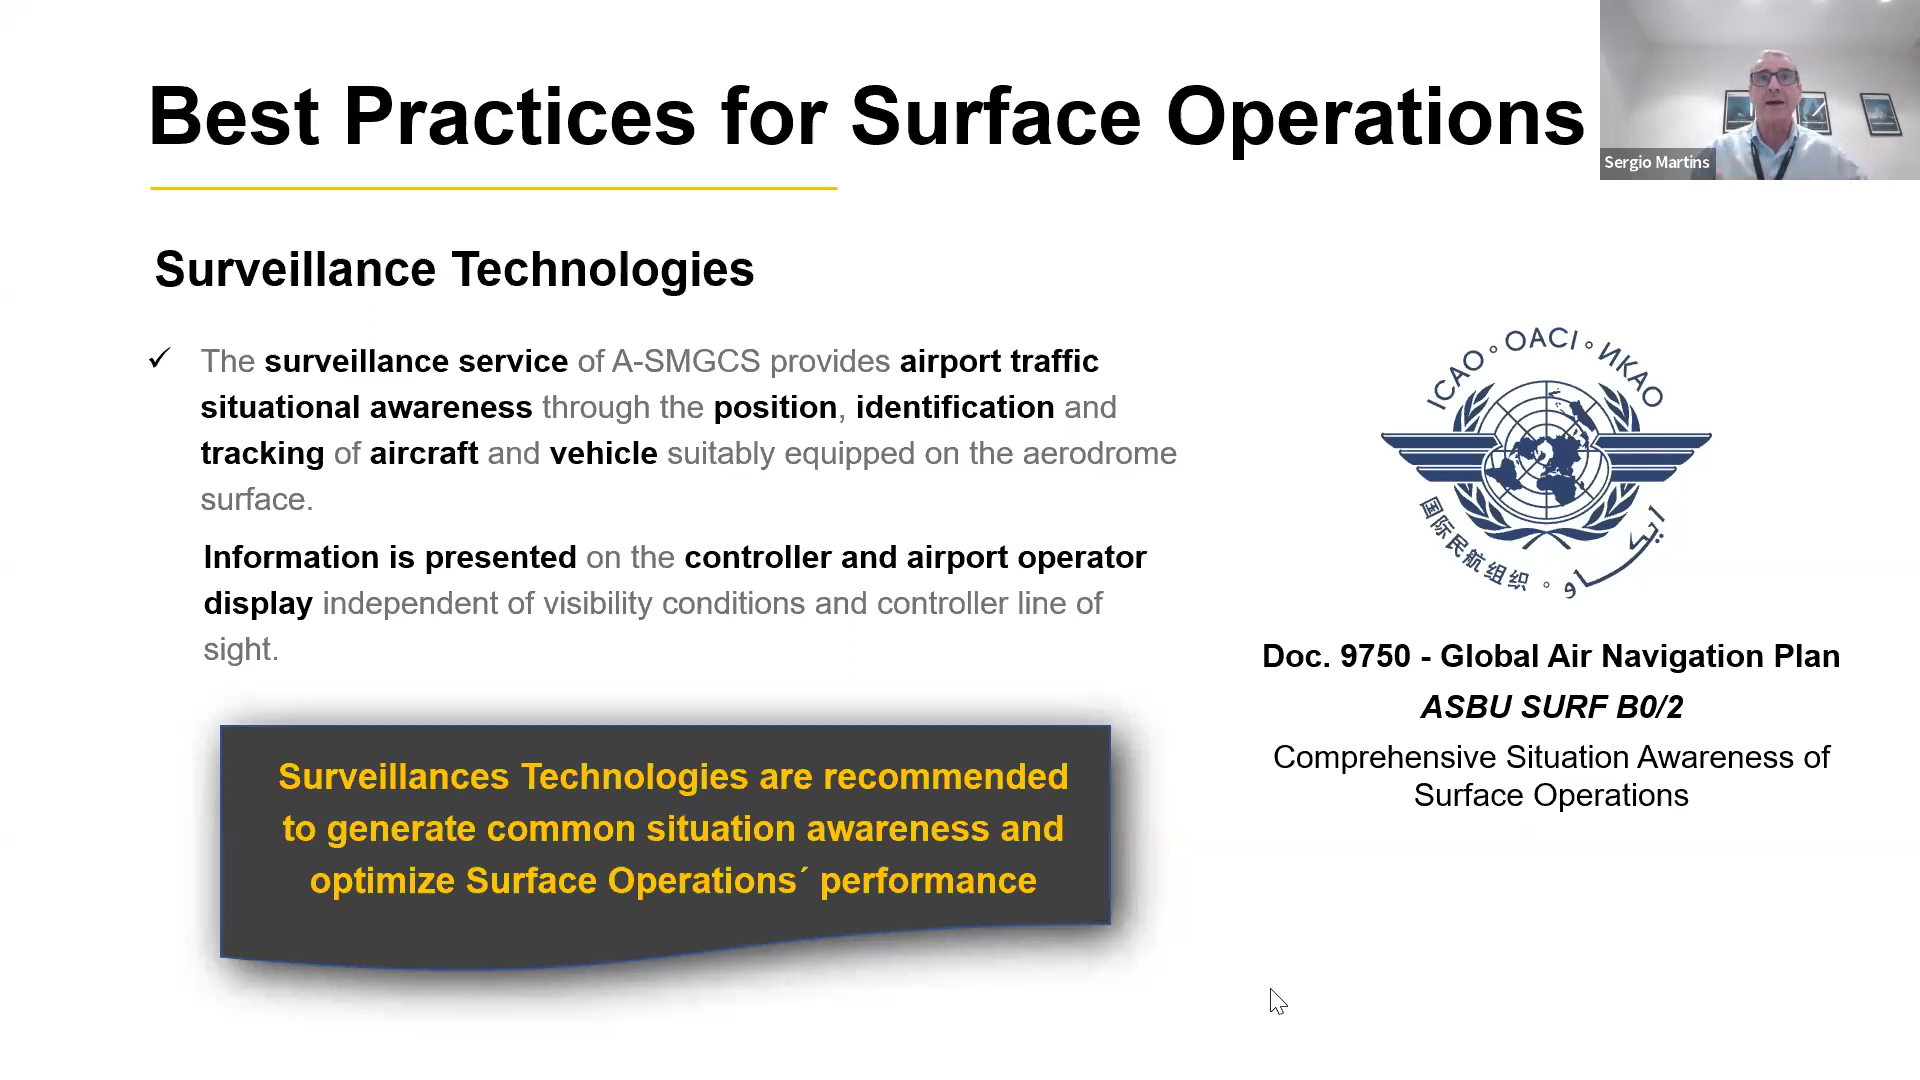 Best Practices for Surface Operations
Sergio Martins
Surveillance Technologies
✓ The surveillance service of A-SMGCS provides airport traffic
situational awareness through the position, identification and
tracking of aircraft and vehicle suitably equipped on the aerodrome
surface.
Information is presented on the controller and airport operator
display independent of visibility conditions and controller line of
sight.
Surveillances Technologies are recommended
to generate common situation awareness and
optimize Surface Operations´ performance
ICAO ° OACI ° ИКАО
国际民航组织 ° ايكاو
Doc. 9750 - Global Air Navigation Plan
ASBU SURF B0/2
Comprehensive Situation Awareness of
Surface Operations